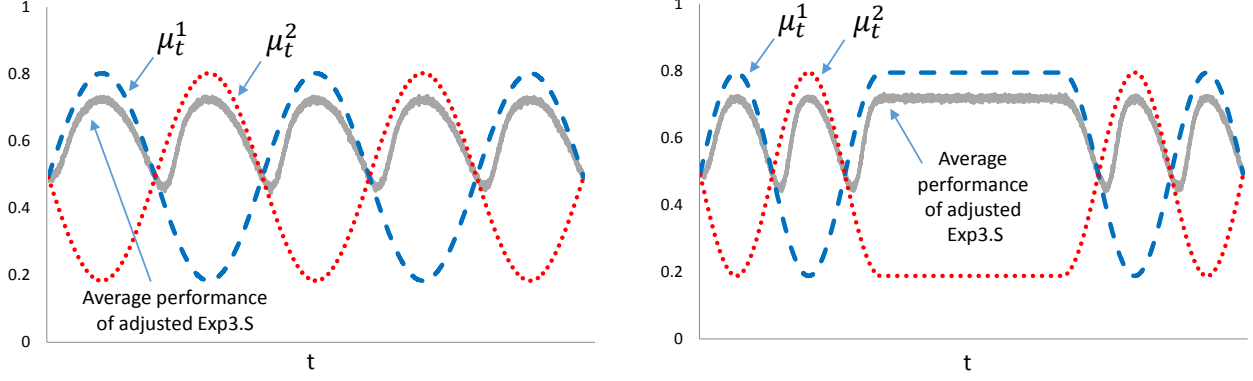 1
0.8
0.6
0.4
0.2
0
μ_t^1
μ_t^2
Average performance
of adjusted Exp3.S
t
1
0.8
0.6
0.4
0.2
0
μ_t^1
μ_t^2
Average
performance
of adjusted
Exp3.S
t